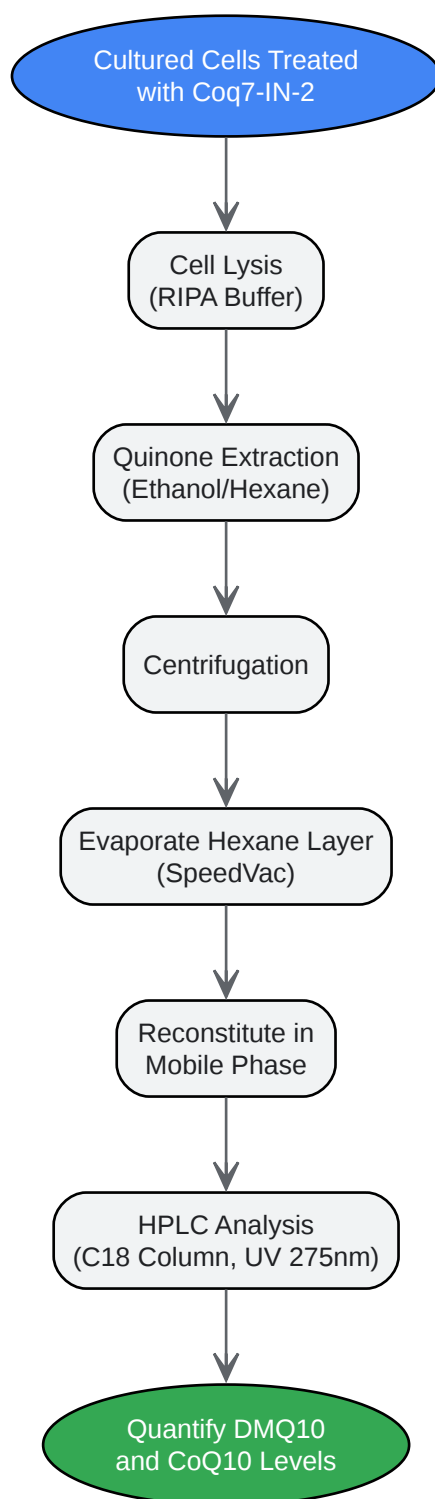 Cultured Cells Treated
with Coq7-IN-2
Cell Lysis
(RIPA Buffer)
Quinone Extraction
(Ethanol/Hexane)
Centrifugation
Evaporate Hexane Layer
(SpeedVac)
Reconstitute in
Mobile Phase
HPLC Analysis
(C18 Column, UV 275nm)
Quantify DMQ10
and CoQ10 Levels